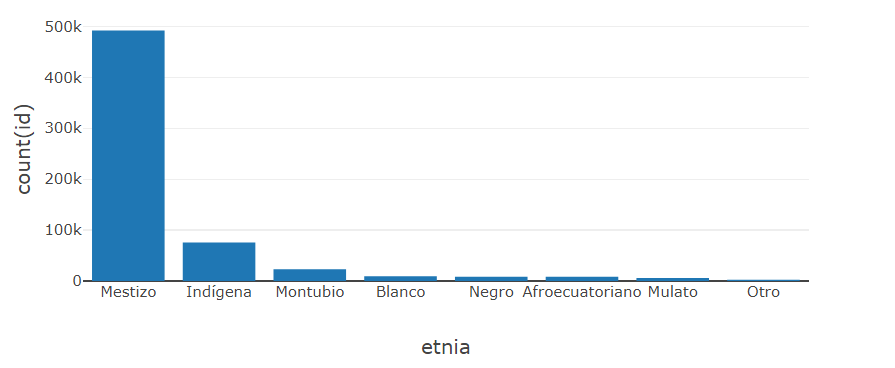 500k
400k
300k
200k
100k
0
count(id)
Mestizo Indígena Montubio Blanco Negro Afroecuatoriano Mulato Otro
etnia